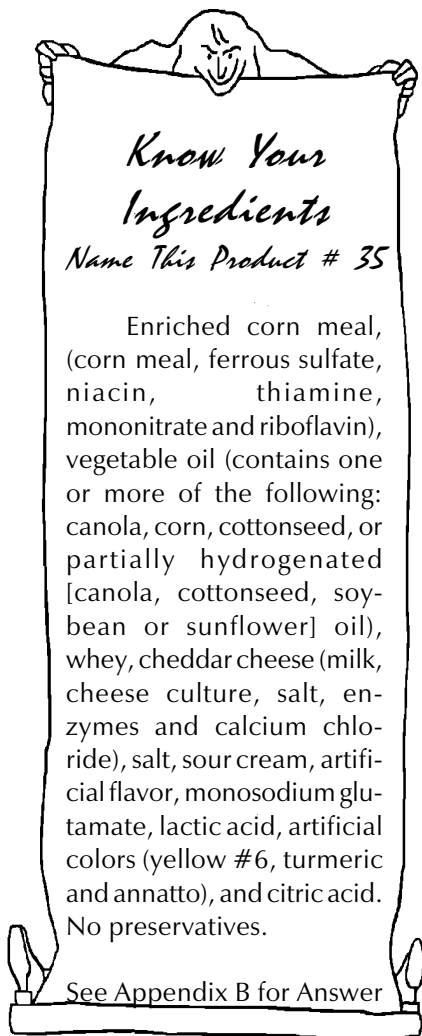 Know Your
Ingredients
Name This Product # 35
Enriched corn meal,
(corn meal, ferrous sulfate,
niacin, thiamine,
mononitrate and riboflavin),
vegetable oil (contains one
or more of the following:
canola, corn, cottonseed, or
partially hydrogenated
[canola, cottonseed, soy-
bean or sunflower] oil),
whey, cheddar cheese (milk,
cheese culture, salt, en-
zymes and calcium chlo-
ride), salt, sour cream, artifi-
cial flavor, monosodium glu-
tamate, lactic acid, artificial
colors (yellow #6, turmeric
and annatto), and citric acid.
No preservatives.
See Appendix B for Answer